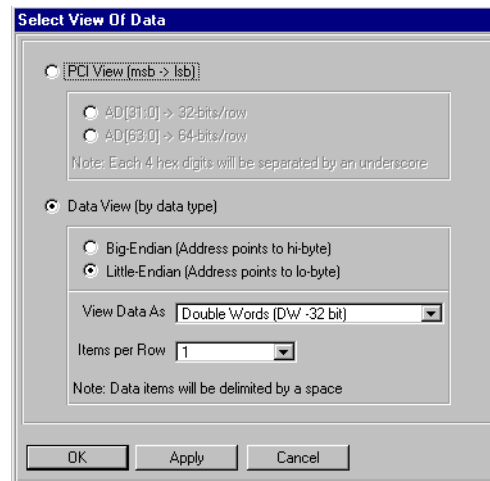 Select View Of Data
PCI View (msb -> lsb)
AD[31:0] -> 32-bits/row
AD[63:0] -> 64-bits/row
Note: Each 4 hex digits will be separated by an underscore
Data View (by data type)
Big-Endian (Address points to hi-byte)
Little-Endian (Address points to lo-byte)
View Data As Double Words (DW -32 bit)
Items per Row 1
Note: Data items will be delimited by a space
OK Apply Cancel